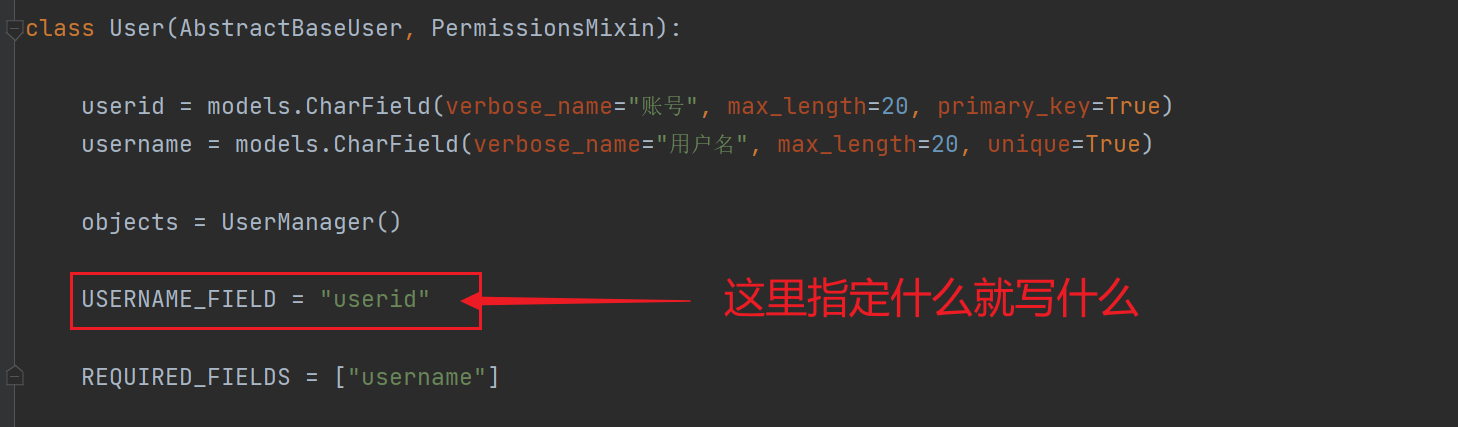 class User(AbstractBaseUser, PermissionsMixin):
userid = models.CharField(verbose_name="账号", max_length=20, primary_key=True)
username = models.CharField(verbose_name="用户名", max_length=20, unique=True)
objects = UserManager()
USERNAME_FIELD = "userid" 这里指定什么就写什么
REQUIRED_FIELDS = ["username"]